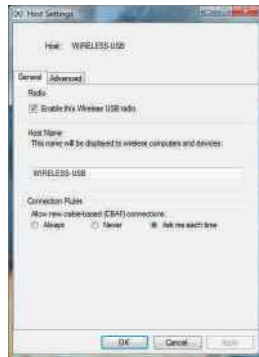 Host Settings
Host: WIRELESS-USB
General Advanced
Radio
Enable this Wireless USB radio.
Host Name
This name will be displayed to wireless computers and devices.
WIRELESS-USB
Connection Rules
Allow new cable-based (CBAF) connections:
Always Never Ask me each time
OK Cancel Apply